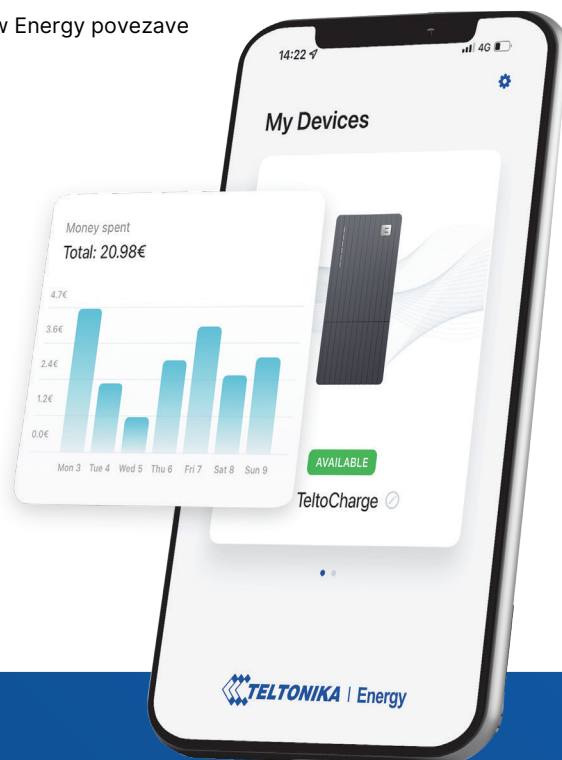 w Energy povezave
14:22
4G
My Devices
Money spent
Total: 20.98€
4.7€
3.6€
2.4€
1.2€
0.0€
Mon 3 Tue 4 Wed 5 Thu 6 Fri 7 Sat 8 Sun 9
AVAILABLE
TeltoCharge
TELTONIKA | Energy